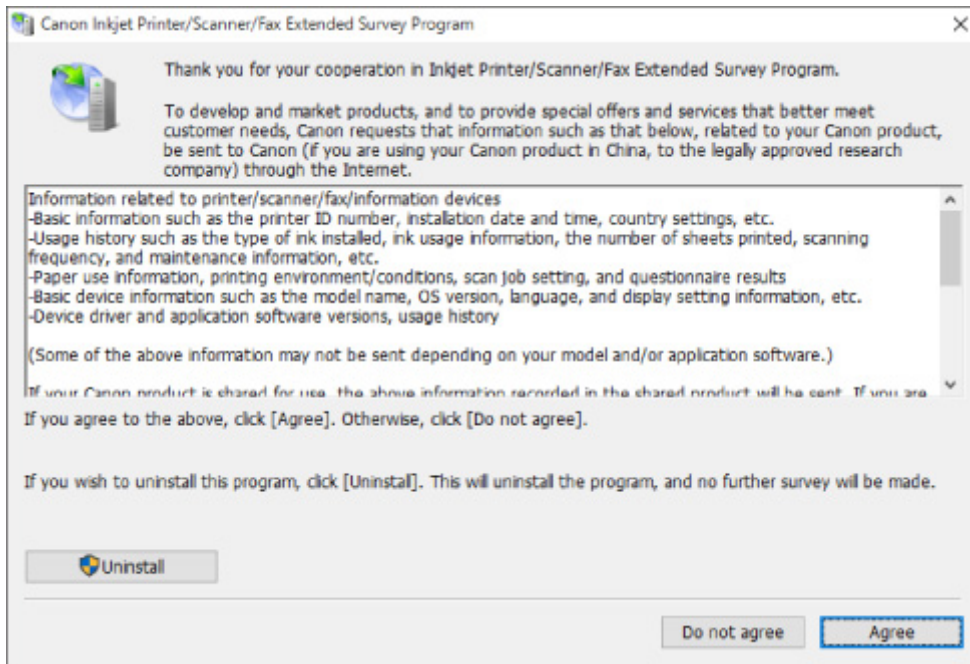 Canon Inkjet Printer/Scanner/Fax Extended Survey Program
Thank you for your cooperation in Inkjet Printer/Scanner/Fax Extended Survey Program.
To develop and market products, and to provide special offers and services that better meet
customer needs, Canon requests that information such as that below, related to your Canon product,
be sent to Canon (if you are using your Canon product in China, to the legally approved research
company) through the Internet.
Information related to printer/scanner/fax/information devices
-Basic information such as the printer ID number, installation date and time, country settings, etc.
-Usage history such as the type of ink installed, ink usage information, the number of sheets printed, scanning
frequency, and maintenance information, etc.
-Paper use information, printing environment/conditions, scan job setting, and questionnaire results
-Basic device information such as the model name, OS version, language, and display setting information, etc.
-Device driver and application software versions, usage history
(Some of the above information may not be sent depending on your model and/or application software.)
If your Canon product is shared for use, the above information recorded in the shared product will be sent. If you are
If you agree to the above, click [Agree]. Otherwise, click [Do not agree].
If you wish to uninstall this program, click [Uninstall]. This will uninstall the program, and no further survey will be made.
Uninstall
Do not agree
Agree